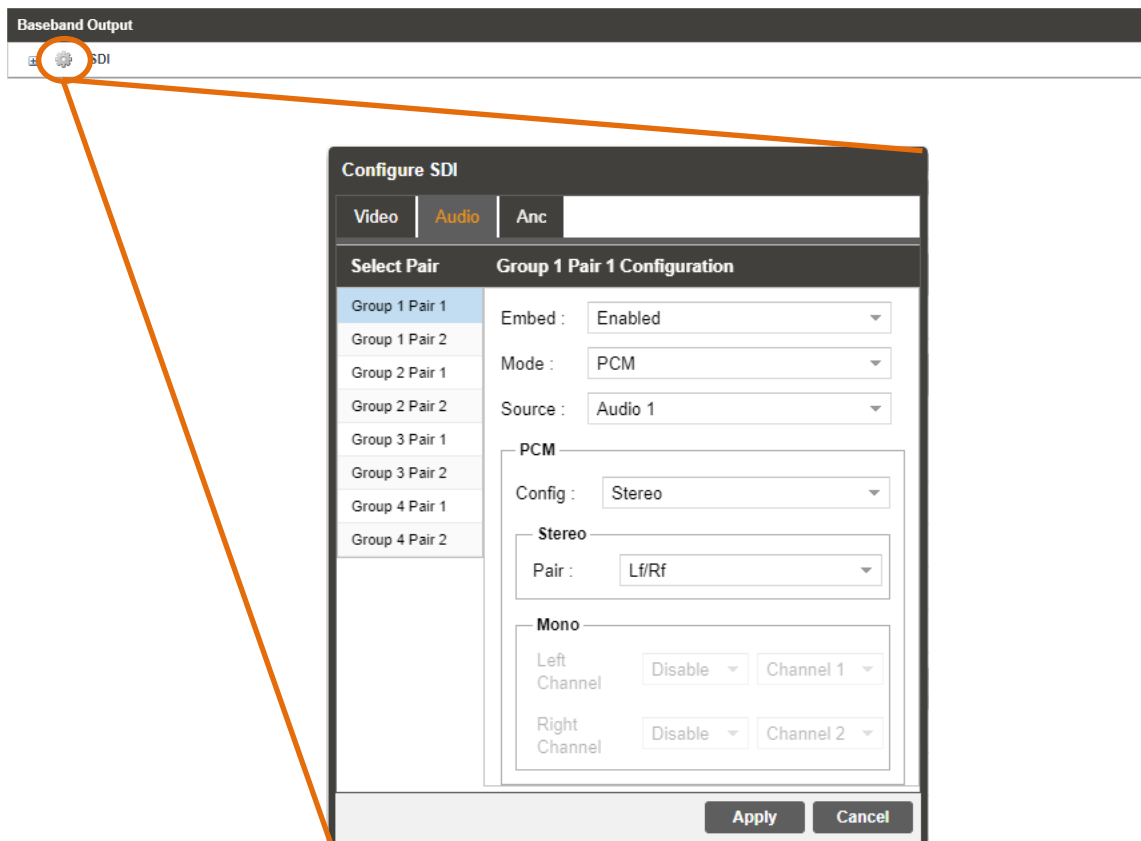 Baseband Output
SDI
Configure SDI
Video Audio Anc
Select Pair Group 1 Pair 1 Configuration
Group 1 Pair 1
Group 1 Pair 2
Group 2 Pair 1
Group 2 Pair 2
Group 3 Pair 1
Group 3 Pair 2
Group 4 Pair 1
Group 4 Pair 2
Embed : Enabled
Mode : PCM
Source : Audio 1
PCM
Config : Stereo
Stereo
Pair : Lf/Rf
Mono
Left Channel Disable Channel 1
Right Channel Disable Channel 2
Apply Cancel